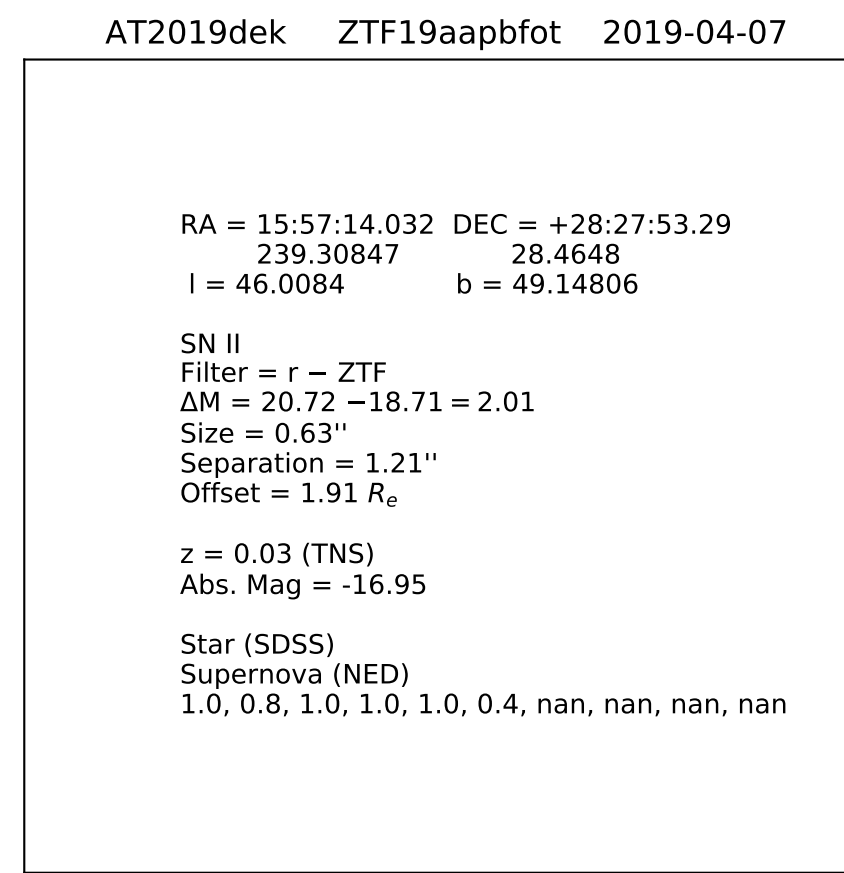 AT2019dek ZTF19aapbfot 2019-04-07
RA = 15:57:14.032 DEC = +28:27:53.29
239.30847 28.4648
l = 46.0084 b = 49.14806
SN II
Filter = r − ZTF
ΔM = 20.72 −18.71 = 2.01
Size = 0.63''
Separation = 1.21''
Offset = 1.91 Rₑ
z = 0.03 (TNS)
Abs. Mag = -16.95
Star (SDSS)
Supernova (NED)
1.0, 0.8, 1.0, 1.0, 1.0, 0.4, nan, nan, nan, nan